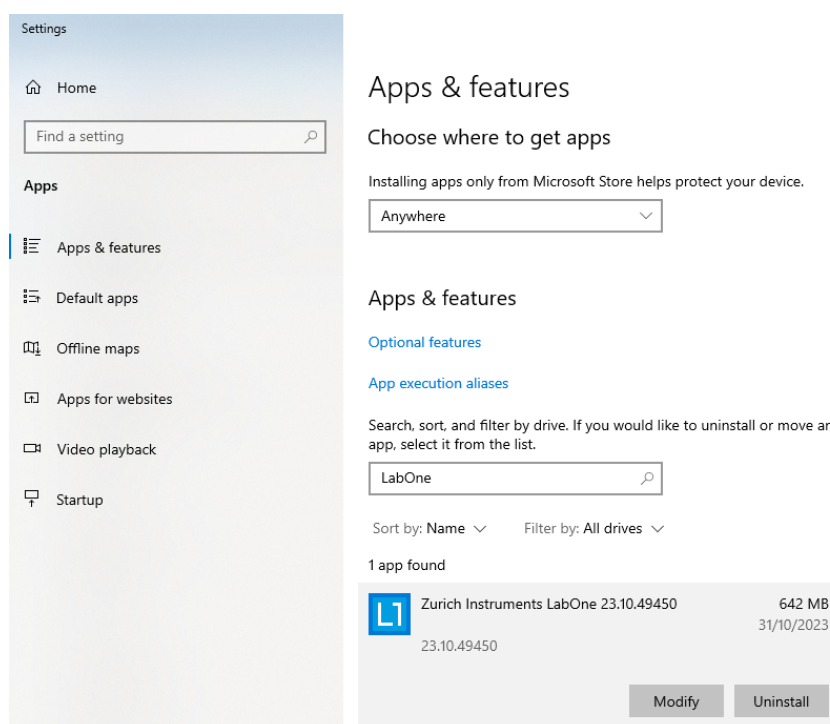 Settings
Home
Find a setting
Apps
Apps & features
Default apps
Offline maps
Apps for websites
Video playback
Startup
Apps & features
Choose where to get apps
Installing apps only from Microsoft Store helps protect your device.
Anywhere
Apps & features
Optional features
App execution aliases
Search, sort, and filter by drive. If you would like to uninstall or move ar
app, select it from the list.
LabOne
Sort by: Name
Filter by: All drives
1 app found
L1
Zurich Instruments LabOne 23.10.49450
642 MB
31/10/2023
23.10.49450
Modify
Uninstall